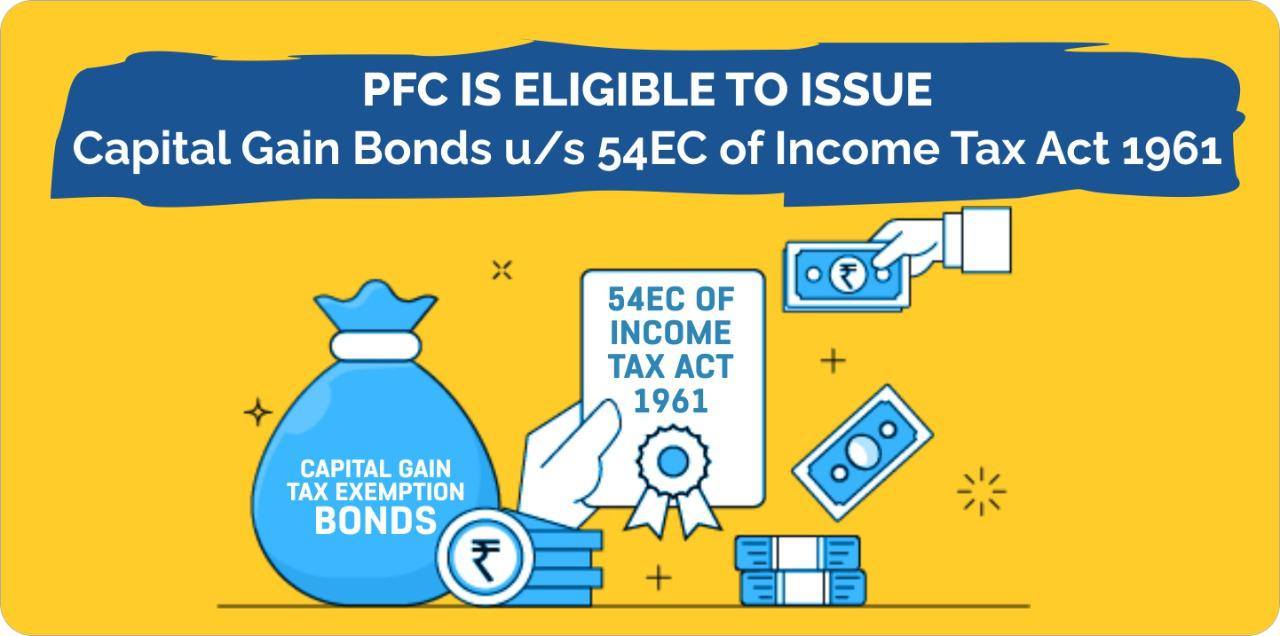 PFC IS ELIGIBLE TO ISSUE
Capital Gain Bonds u/s 54EC of Income Tax Act 1961
54EC OF
INCOME
TAX ACT
1961
₹
CAPITAL GAIN
TAX EXEMPTION
BONDS
₹